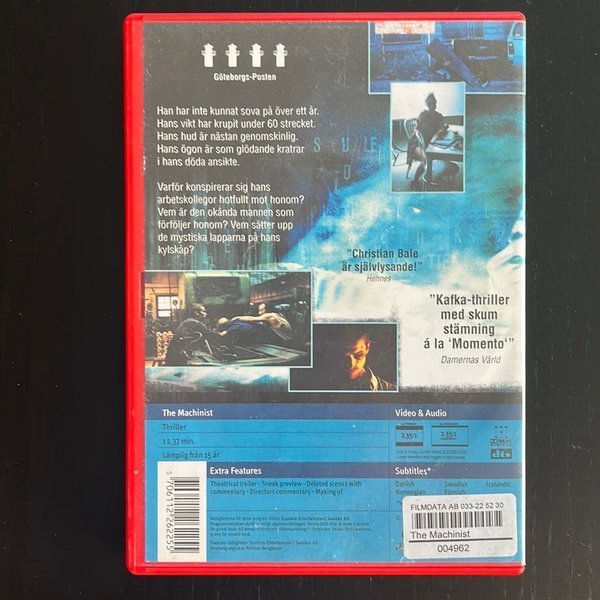 Göteborgs-Posten
Han har inte kunnat sova på över ett år.
Hans vikt har krupit under 60 strecket.
Hans hud är nästan genomskinlig.
Hans ögon är som glödande kratrar
i hans döda ansikte.
Varför konspirerar sig hans
arbetskollegor hotfullt mot honom?
Vem är den okända mannen som
förföljer honom? Vem sätter upp
de mystiska lapparna på hans
kylskåp?
"Christian Bale
är självlysande!"
Hennes
"Kafka-thriller
med skum
stämning
á la 'Momento'"
Damernas Värld
The Machinist
Thriller
1 t. 37 min.
Lämplig från 15 år
Video & Audio
2.35:1
2.35:1
dts
Extra Features
Theatrical trailer • Sneak preview • Deleted scenes with
commentary • Directors commentary • Making of
Subtitles*
Danish Swedish Icelandic
Norwegian Finnish
5706112262255
FILMDATA AB 033-22 52 30
The Machinist
004962